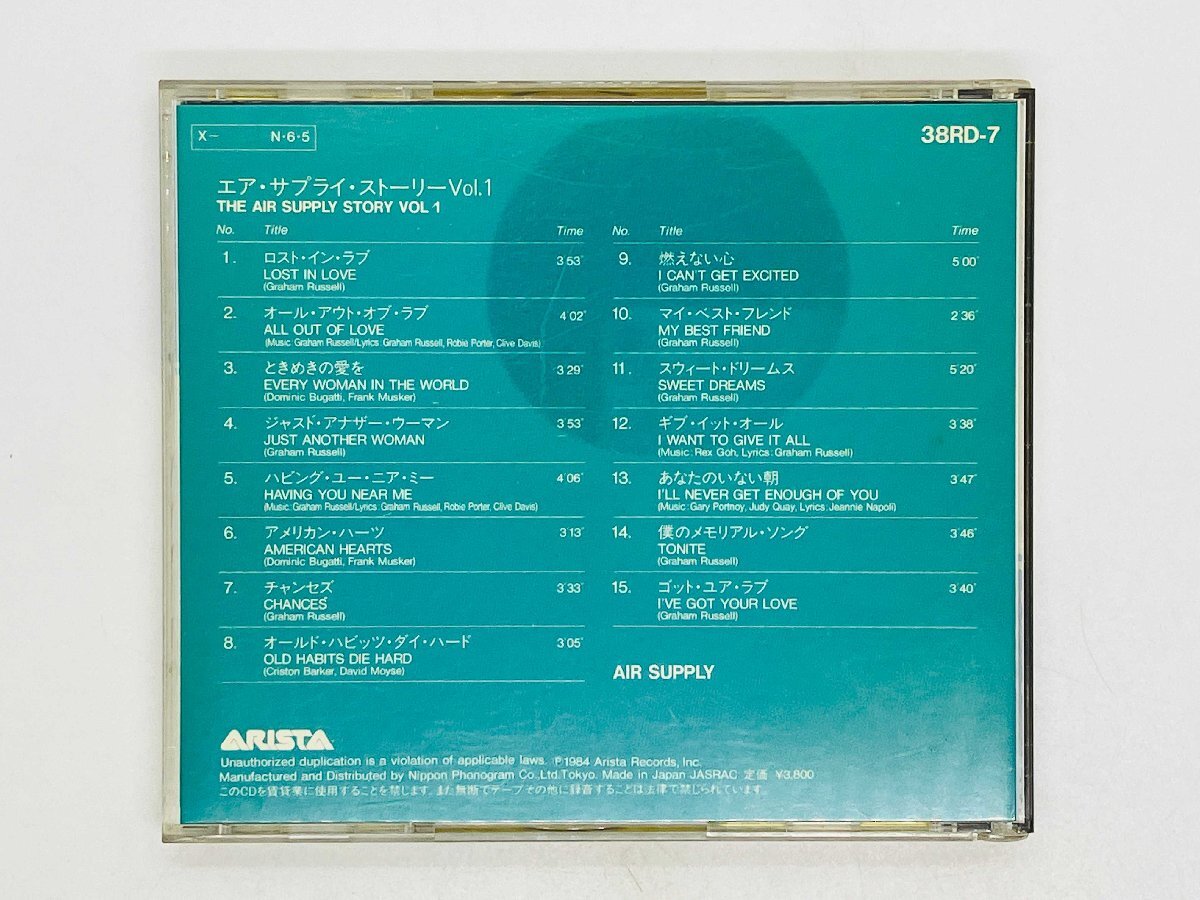 X- N・6・5
38RD-7
エア・サプライ・ストーリーVol.1
THE AIR SUPPLY STORY VOL 1
No. Title Time
1. ロスト・イン・ラブ 3'53"
LOST IN LOVE
(Graham Russell)
2. オール・アウト・オブ・ラブ 4'02"
ALL OUT OF LOVE
(Music: Graham Russell/Lyrics: Graham Russell, Robie Porter, Clive Davis)
3. ときめきの愛を 3'29"
EVERY WOMAN IN THE WORLD
(Dominic Bugatti, Frank Musker)
4. ジャスト・アナザー・ウーマン 3'53"
JUST ANOTHER WOMAN
(Graham Russell)
5. ハビング・ユー・ニア・ミー 4'06"
HAVING YOU NEAR ME
(Music: Graham Russell/Lyrics: Graham Russell, Robie Porter, Clive Davis)
6. アメリカン・ハーツ 3'13"
AMERICAN HEARTS
(Dominic Bugatti, Frank Musker)
7. チャンセズ 3'33"
CHANCES
(Graham Russell)
8. オールド・ハビッツ・ダイ・ハード 3'05"
OLD HABITS DIE HARD
(Criston Barker, David Moyse)
No. Title Time
9. 燃えない心 5'00"
I CAN'T GET EXCITED
(Graham Russell)
10. マイ・ベスト・フレンド 2'36"
MY BEST FRIEND
(Graham Russell)
11. スウィート・ドリームス 5'20"
SWEET DREAMS
(Graham Russell)
12. ギブ・イット・オール 3'38"
I WANT TO GIVE IT ALL
(Music: Rex Goh, Lyrics: Graham Russell)
13. あなたのいない朝 3'47"
I'LL NEVER GET ENOUGH OF YOU
(Music: Gary Portnoy, Judy Quay, Lyrics: Jeannie Napoli)
14. 僕のメモリアル・ソング 3'46"
TONITE
(Graham Russell)
15. ゴット・ユア・ラブ 3'40"
I'VE GOT YOUR LOVE
(Graham Russell)
AIR SUPPLY
ARISTA
Unauthorized duplication is a violation of applicable laws. ℗1984 Arista Records, Inc.
Manufactured and Distributed by Nippon Phonogram Co.,Ltd.Tokyo. Made in Japan JASRAC 定価 ¥3,800
このCDを賃貸業に使用することを禁じます。また無断でテープその他に録音することは法律で禁じられています。